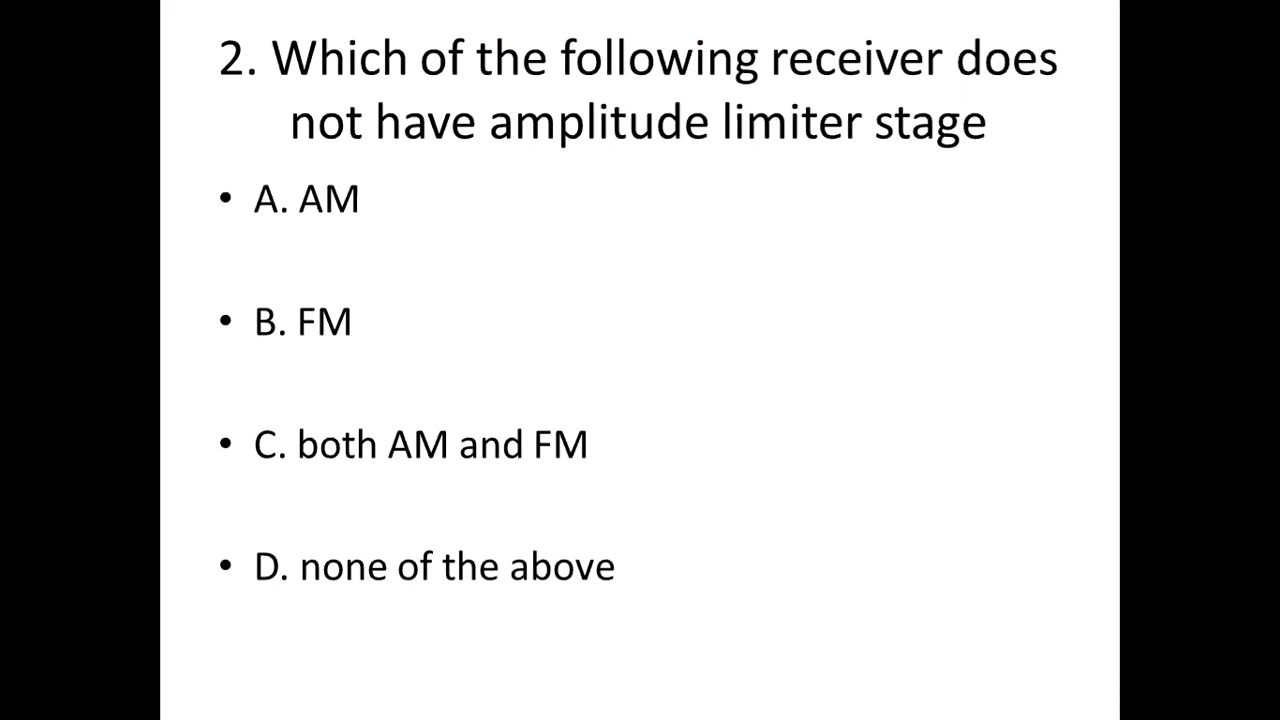 2. Which of the following receiver does
not have amplitude limiter stage
• A. AM
• B. FM
• C. both AM and FM
• D. none of the above